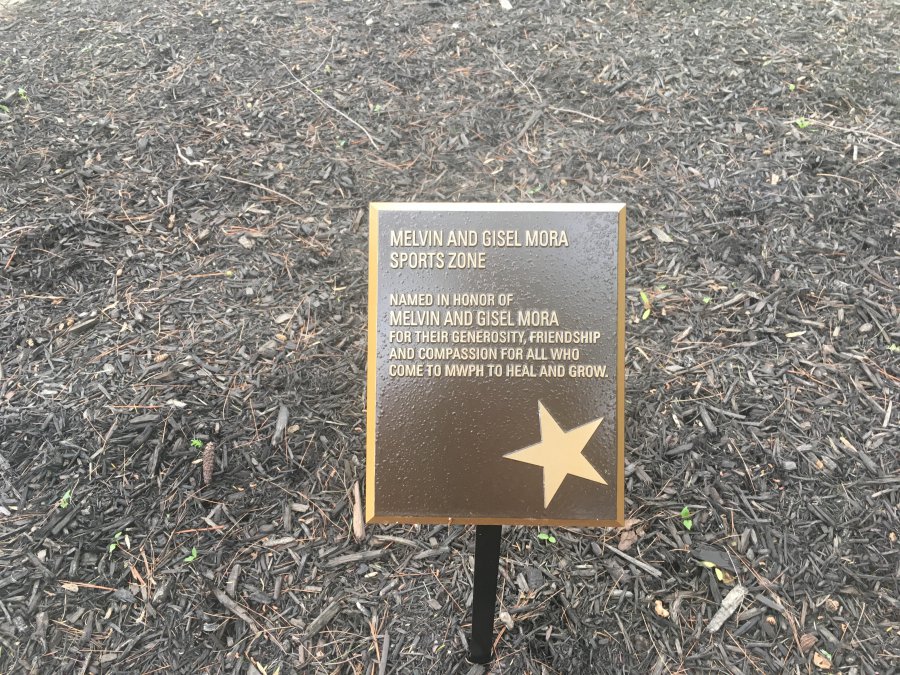 MELVIN AND GISEL MORA
SPORTS ZONE
NAMED IN HONOR OF
MELVIN AND GISEL MORA
FOR THEIR GENEROSITY, FRIENDSHIP
AND COMPASSION FOR ALL WHO
COME TO MWPH TO HEAL AND GROW.